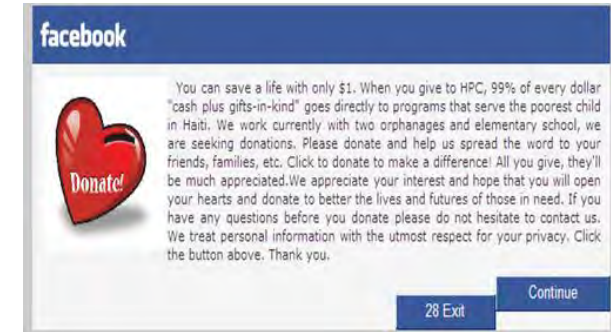 facebook
You can save a life with only $1. When you give to HPC, 99% of every dollar
"cash plus gifts-in-kind" goes directly to programs that serve the poorest child
in Haiti. We work currently with two orphanages and elementary school, we
are seeking donations. Please donate and help us spread the word to your
friends, families, etc. Click to donate to make a difference! All you give, they'll
be much appreciated.We appreciate your interest and hope that you will open
your hearts and donate to better the lives and futures of those in need. If you
have any questions before you donate please do not hesitate to contact us.
We treat personal information with the utmost respect for your privacy. Click
the button above. Thank you.
Donate!
28 Exit
Continue